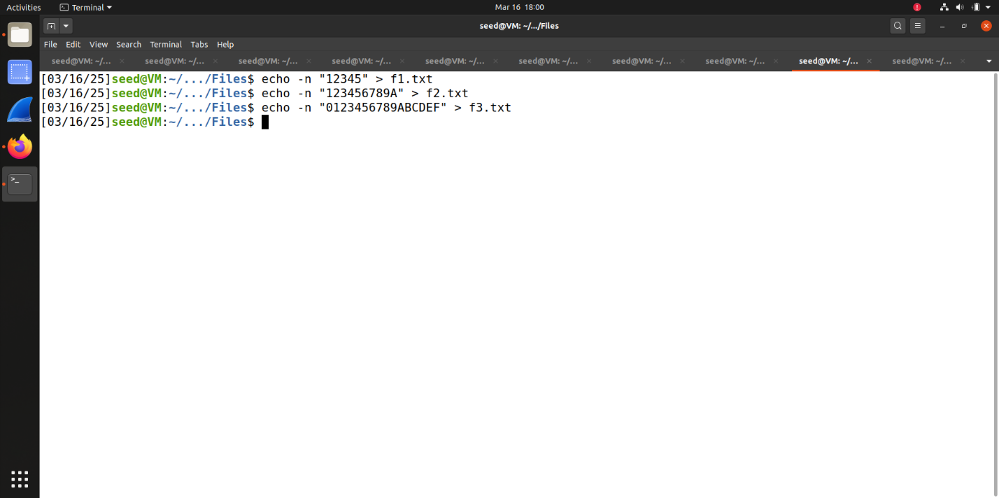 Activities
Terminal
Mar 16 18:00
seed@VM: ~/.../Files
File Edit View Search Terminal Tabs Help
seed@VM: ~/... seed@VM: ~/... seed@VM: ~/... seed@VM: ~/... seed@VM: ~/... seed@VM: ~/... seed@VM: ~/... seed@VM: ~/... seed@VM: ~/... seed@VM: ~/...
[03/16/25]seed@VM:~/.../Files$ echo -n "12345" > f1.txt
[03/16/25]seed@VM:~/.../Files$ echo -n "123456789A" > f2.txt
[03/16/25]seed@VM:~/.../Files$ echo -n "0123456789ABCDEF" > f3.txt
[03/16/25]seed@VM:~/.../Files$